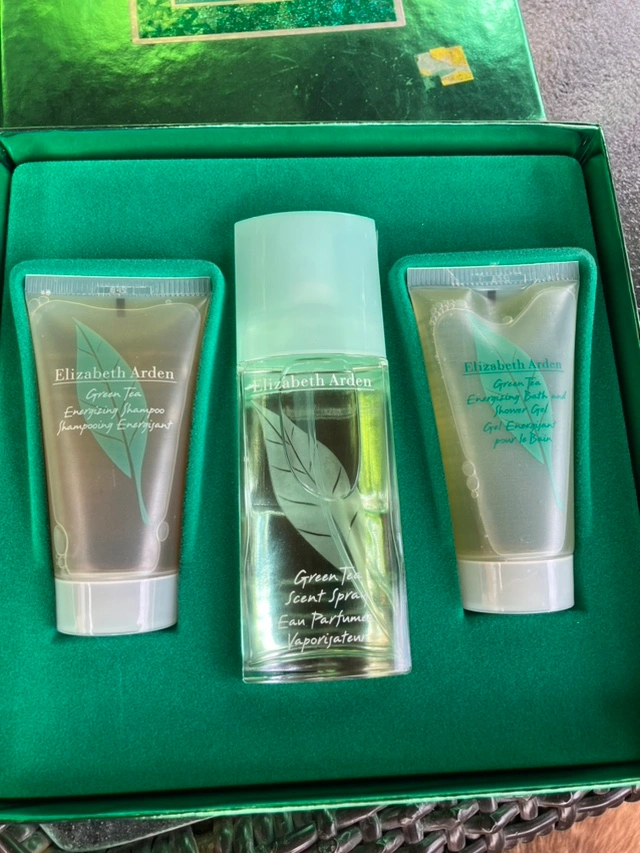 Elizabeth Arden
Green Tea
Energizing Shampoo
Shampooing Energisant
Elizabeth Arden
Green Tea
Scent Spray
Eau Parfumée
Vaporisateur
Elizabeth Arden
Green Tea
Energizing Bath and
Shower Gel
Gel Energisant
pour le Bain